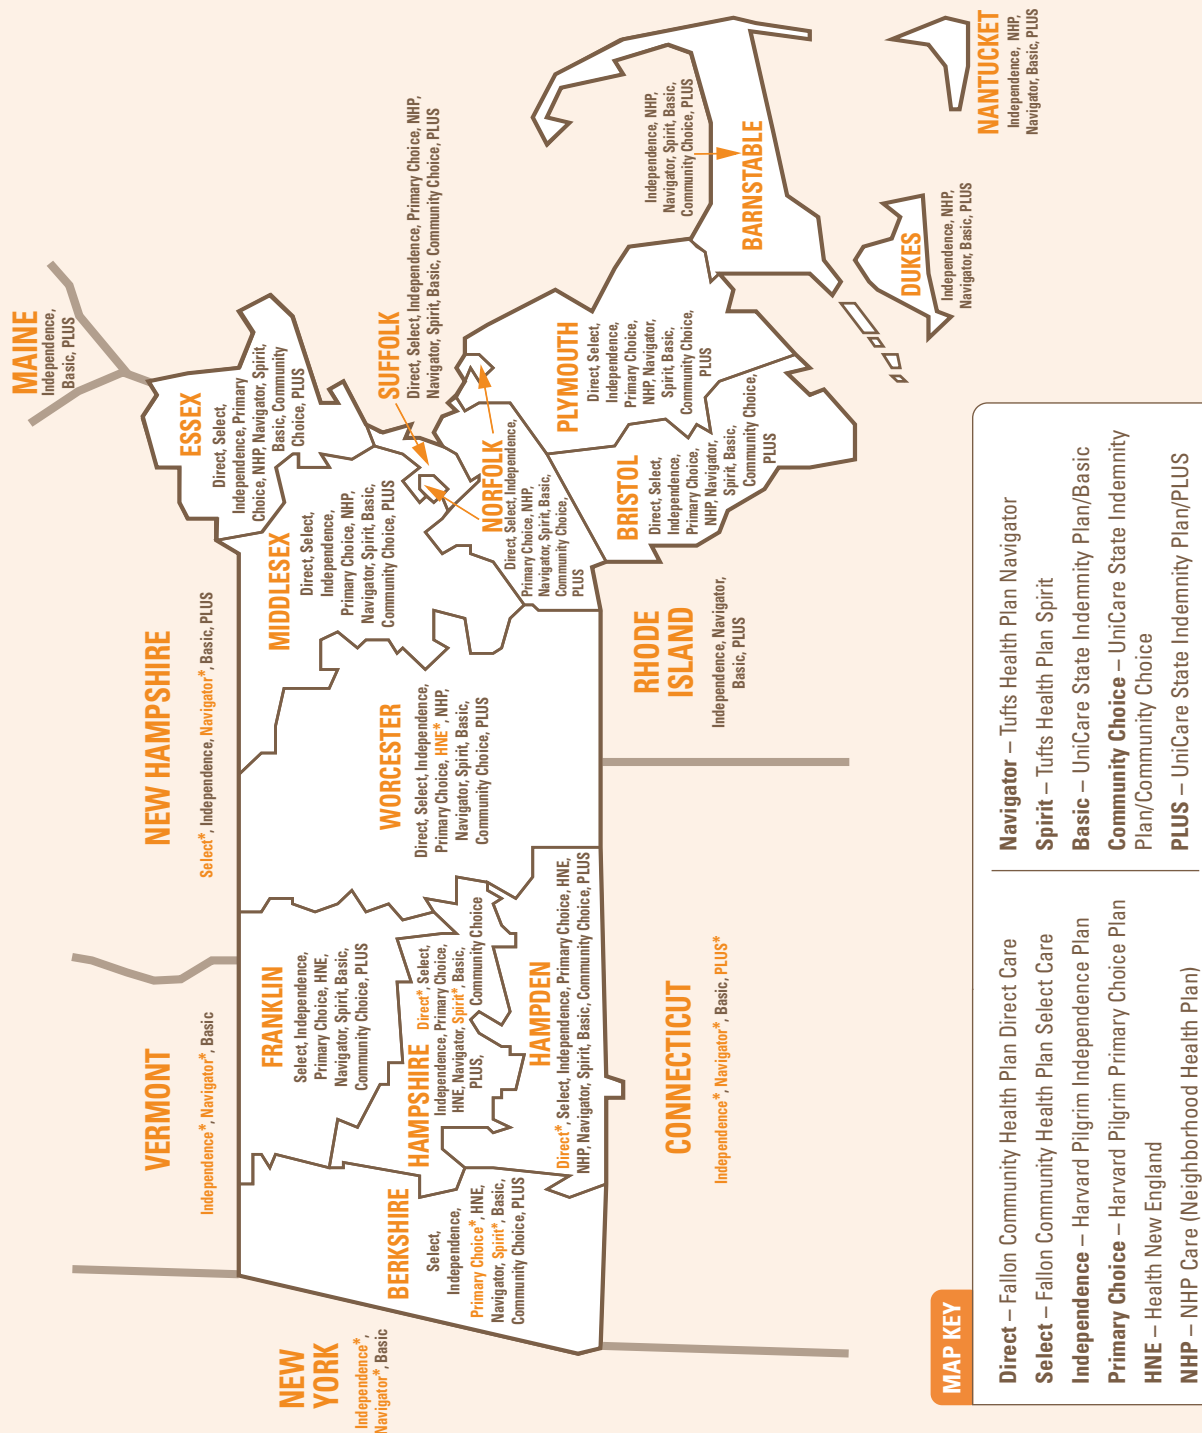 MAINE
Independence,
Basic, PLUS
NEW HAMPSHIRE
Select*, Independence, Navigator*, Basic, PLUS
VERMONT
Independence*, Navigator*, Basic
NEW
YORK
Independence*,
Navigator*, Basic
BERKSHIRE
Select,
Independence,
Primary Choice*, HNE,
Navigator, Spirit*, Basic,
Community Choice, PLUS
FRANKLIN
Select, Independence,
Primary Choice, HNE,
Navigator, Spirit, Basic,
Community Choice, PLUS
HAMPSHIRE
Direct*, Select,
Independence, Primary Choice,
HNE, Navigator, Spirit*, Basic,
PLUS, Community Choice
HAMPDEN
Direct*, Select, Independence, Primary Choice, HNE,
NHP, Navigator, Spirit, Basic, Community Choice, PLUS
WORCESTER
Direct, Select, Independence,
Primary Choice, HNE*, NHP,
Navigator, Spirit, Basic,
Community Choice, PLUS
MIDDLESEX
Direct, Select,
Independence,
Primary Choice, NHP,
Navigator, Spirit, Basic,
Community Choice, PLUS
ESSEX
Direct, Select,
Independence, Primary
Choice, NHP, Navigator, Spirit,
Basic, Community
Choice, PLUS
SUFFOLK
Direct, Select, Independence, Primary Choice, NHP,
Navigator, Spirit, Basic, Community Choice, PLUS
NORFOLK
Direct, Select, Independence,
Primary Choice, NHP,
Navigator, Spirit, Basic,
Community Choice,
PLUS
BRISTOL
Direct, Select,
Independence,
Primary Choice,
NHP, Navigator,
Spirit, Basic,
Community Choice,
PLUS
PLYMOUTH
Direct, Select,
Independence,
Primary Choice,
NHP, Navigator,
Spirit, Basic,
Community Choice,
PLUS
Independence, NHP,
Navigator, Spirit, Basic,
Community Choice, PLUS
BARNSTABLE
DUKES
Independence, NHP,
Navigator, Basic, PLUS
NANTUCKET
Independence, NHP,
Navigator, Basic, PLUS
RHODE
ISLAND
Independence, Navigator,
Basic, PLUS
CONNECTICUT
Independence*, Navigator*, Basic, PLUS*
MAP KEY
Direct – Fallon Community Health Plan Direct Care
Select – Fallon Community Health Plan Select Care
Independence – Harvard Pilgrim Independence Plan
Primary Choice – Harvard Pilgrim Primary Choice Plan
HNE – Health New England
NHP – NHP Care (Neighborhood Health Plan)
Navigator – Tufts Health Plan Navigator
Spirit – Tufts Health Plan Spirit
Basic – UniCare State Indemnity Plan/Basic
Community Choice – UniCare State Indemnity
Plan/Community Choice
PLUS – UniCare State Indemnity Plan/PLUS